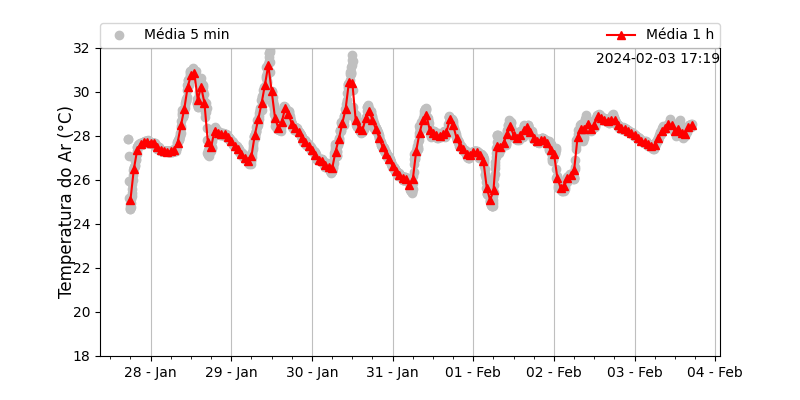 Média 5 min
Média 1 h
2024-02-03 17:19
Temperatura do Ar (°C)
32
30
28
26
24
22
20
18
28 - Jan
29 - Jan
30 - Jan
31 - Jan
01 - Feb
02 - Feb
03 - Feb
04 - Feb